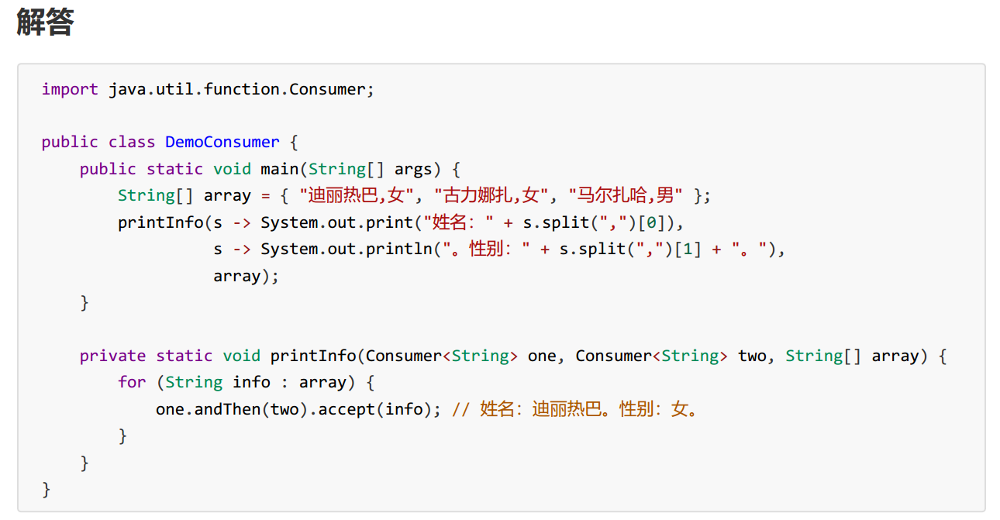 解答
import java.util.function.Consumer;
public class DemoConsumer {
    public static void main(String[] args) {
        String[] array = { "迪丽热巴,女", "古力娜扎,女", "马尔扎哈,男" };
        printInfo(s -> System.out.print("姓名：" + s.split(",")[0]),
                  s -> System.out.println("。性别：" + s.split(",")[1] + "。"),
                  array);
    }
    private static void printInfo(Consumer<String> one, Consumer<String> two, String[] array) {
        for (String info : array) {
            one.andThen(two).accept(info); // 姓名：迪丽热巴。性别：女。
        }
    }
}